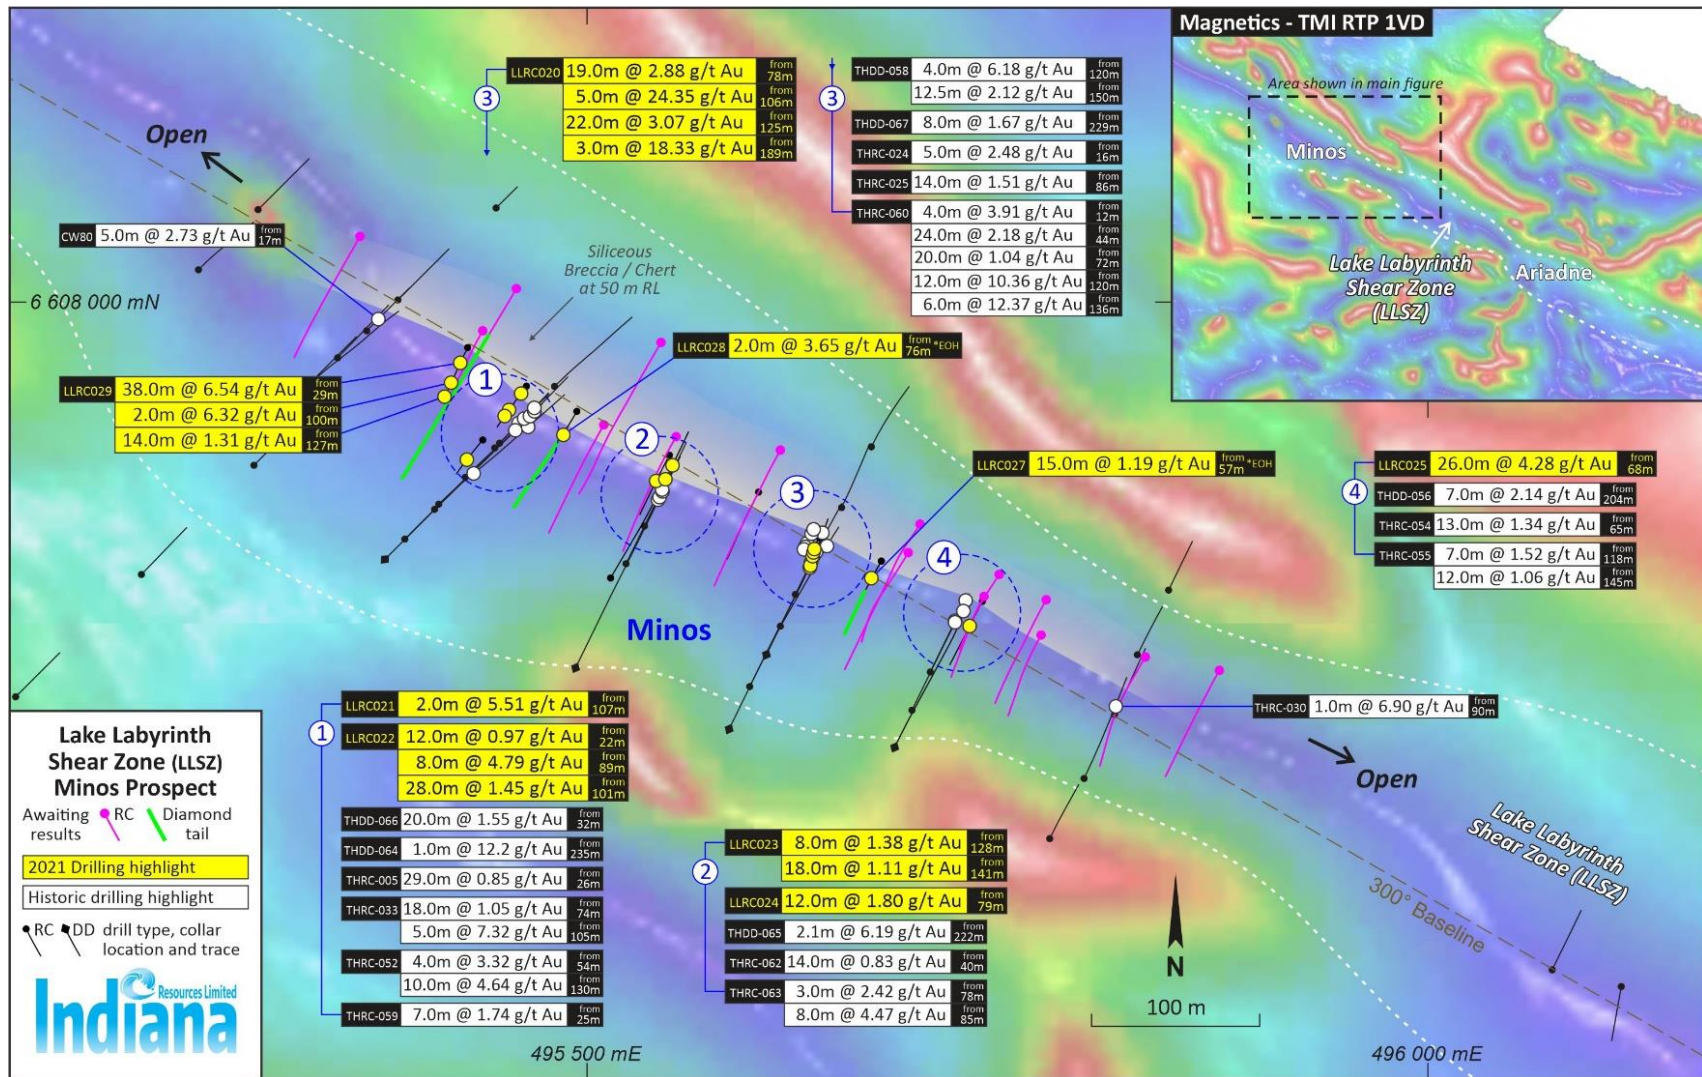 Magnetics - TMI RTP 1VD
Area shown in main figure
Minos
Lake Labyrinth
Shear Zone
(LLSZ)
Ariadne
3
LLRC020 19.0m @ 2.88 g/t Au from 78m
5.0m @ 24.35 g/t Au from 106m
22.0m @ 3.07 g/t Au from 125m
3.0m @ 18.33 g/t Au from 189m
3
THDD-058 4.0m @ 6.18 g/t Au from 120m
12.5m @ 2.12 g/t Au from 150m
THDD-067 8.0m @ 1.67 g/t Au from 229m
THRC-024 5.0m @ 2.48 g/t Au from 16m
THRC-025 14.0m @ 1.51 g/t Au from 86m
THRC-060 4.0m @ 3.91 g/t Au from 12m
24.0m @ 2.18 g/t Au from 44m
20.0m @ 1.04 g/t Au from 72m
12.0m @ 10.36 g/t Au from 120m
6.0m @ 12.37 g/t Au from 136m
Open
CW80 5.0m @ 2.73 g/t Au from 17m
Siliceous
Breccia / Chert
at 50 m RL
6 608 000 mN
LLRC028 2.0m @ 3.65 g/t Au from 76m *EOH
LLRC029 38.0m @ 6.54 g/t Au from 29m
2.0m @ 6.32 g/t Au from 100m
14.0m @ 1.31 g/t Au from 127m
1
2
3
4
LLRC027 15.0m @ 1.19 g/t Au from 57m *EOH
4
LLRC025 26.0m @ 4.28 g/t Au from 68m
THDD-056 7.0m @ 2.14 g/t Au from 204m
THRC-054 13.0m @ 1.34 g/t Au from 65m
THRC-055 7.0m @ 1.52 g/t Au from 118m
12.0m @ 1.06 g/t Au from 145m
Minos
THRC-030 1.0m @ 6.90 g/t Au from 90m
Open
Lake Labyrinth
Shear Zone (LLSZ)
300° Baseline
1
LLRC021 2.0m @ 5.51 g/t Au from 107m
LLRC022 12.0m @ 0.97 g/t Au from 22m
8.0m @ 4.79 g/t Au from 89m
28.0m @ 1.45 g/t Au from 101m
THDD-066 20.0m @ 1.55 g/t Au from 32m
THDD-064 1.0m @ 12.2 g/t Au from 235m
THRC-005 29.0m @ 0.85 g/t Au from 26m
THRC-033 18.0m @ 1.05 g/t Au from 74m
5.0m @ 7.32 g/t Au from 105m
THRC-052 4.0m @ 3.32 g/t Au from 54m
10.0m @ 4.64 g/t Au from 130m
THRC-059 7.0m @ 1.74 g/t Au from 25m
2
LLRC023 8.0m @ 1.38 g/t Au from 128m
18.0m @ 1.11 g/t Au from 141m
LLRC024 12.0m @ 1.80 g/t Au from 79m
THDD-065 2.1m @ 6.19 g/t Au from 222m
THRC-062 14.0m @ 0.83 g/t Au from 40m
THRC-063 3.0m @ 2.42 g/t Au from 78m
8.0m @ 4.47 g/t Au from 85m
N
100 m
495 500 mE
496 000 mE
Lake Labyrinth
Shear Zone (LLSZ)
Minos Prospect
Awaiting results RC Diamond tail
2021 Drilling highlight
Historic drilling highlight
RC DD drill type, collar location and trace
Indiana Resources Limited